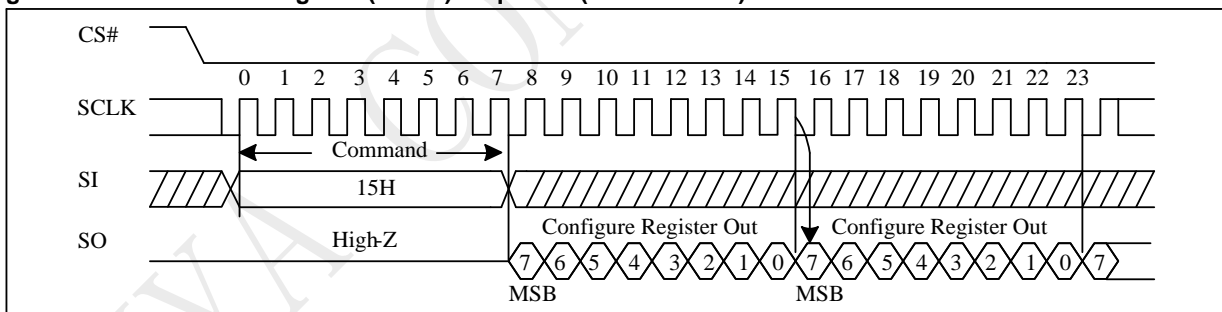 CS#
0 1 2 3 4 5 6 7 8 9 10 11 12 13 14 15 16 17 18 19 20 21 22 23
SCLK
Command
SI
15H
SO
High-Z
Configure Register Out
Configure Register Out
7 6 5 4 3 2 1 0 7 6 5 4 3 2 1 0 7
MSB
MSB